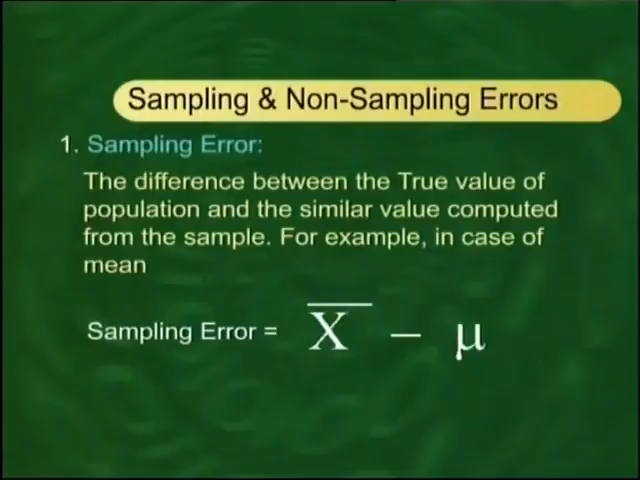 Sampling & Non-Sampling Errors
1. Sampling Error:
The difference between the True value of
population and the similar value computed
from the sample. For example, in case of
mean
Sampling Error = X̅ – μ